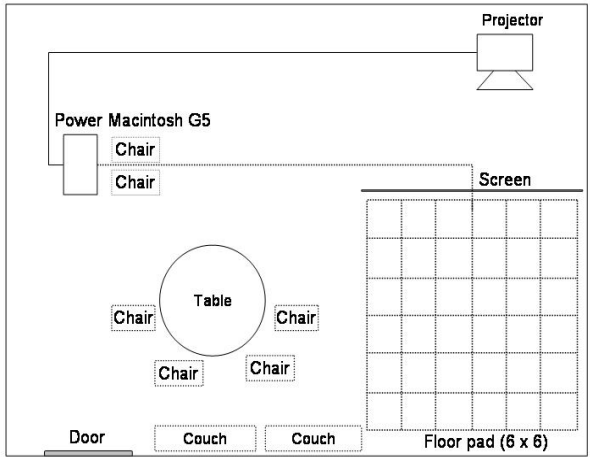 Projector
Power Macintosh G5
Chair
Chair
Screen
Table
Chair
Chair
Chair
Chair
Door
Couch
Couch
Floor pad (6 x 6)